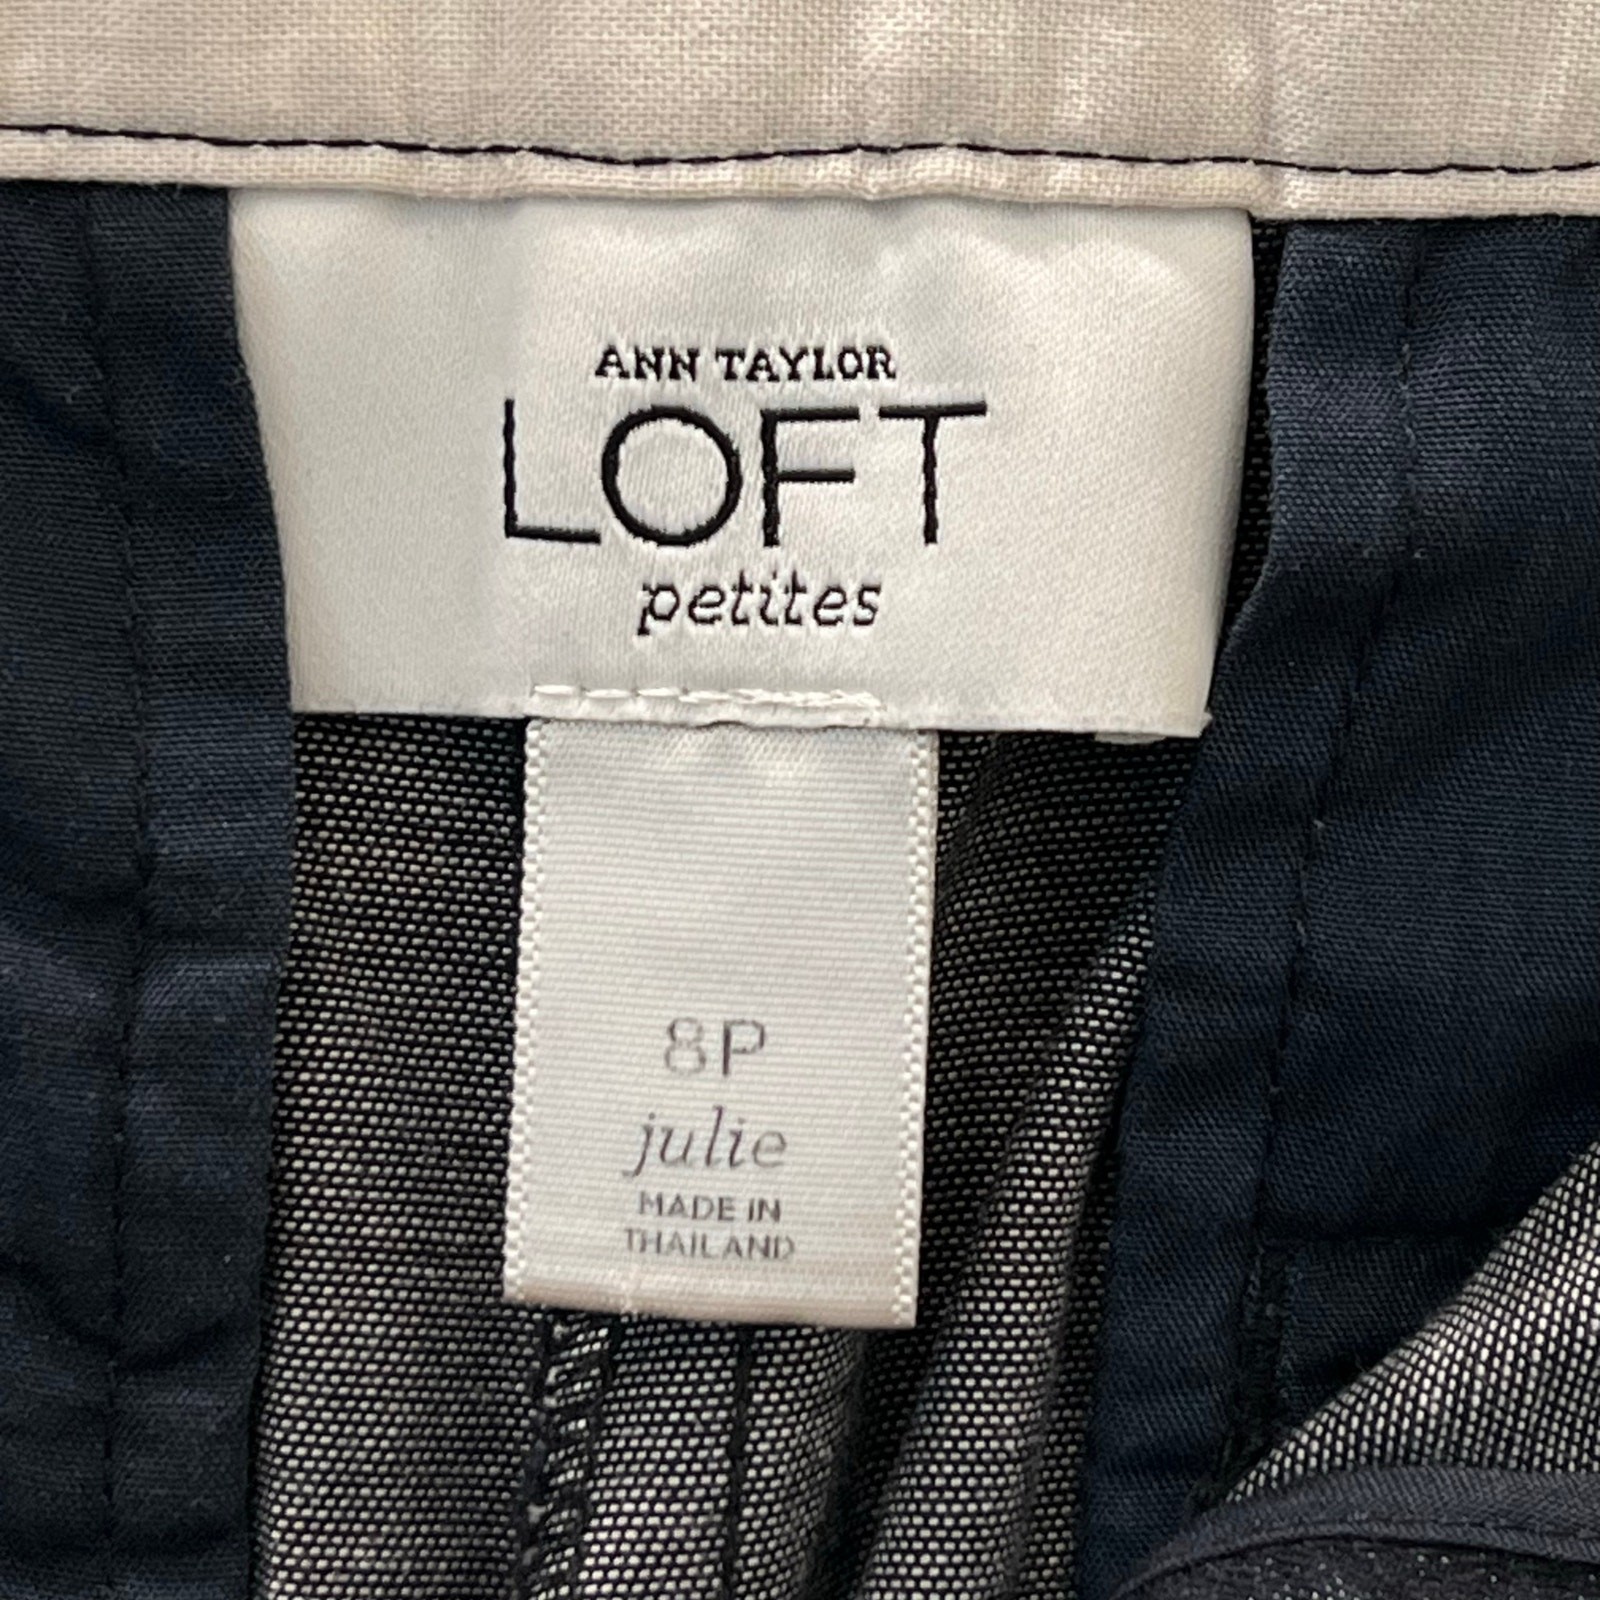 ANN TAYLOR
LOFT
petites
8P
julie
MADE IN
THAILAND